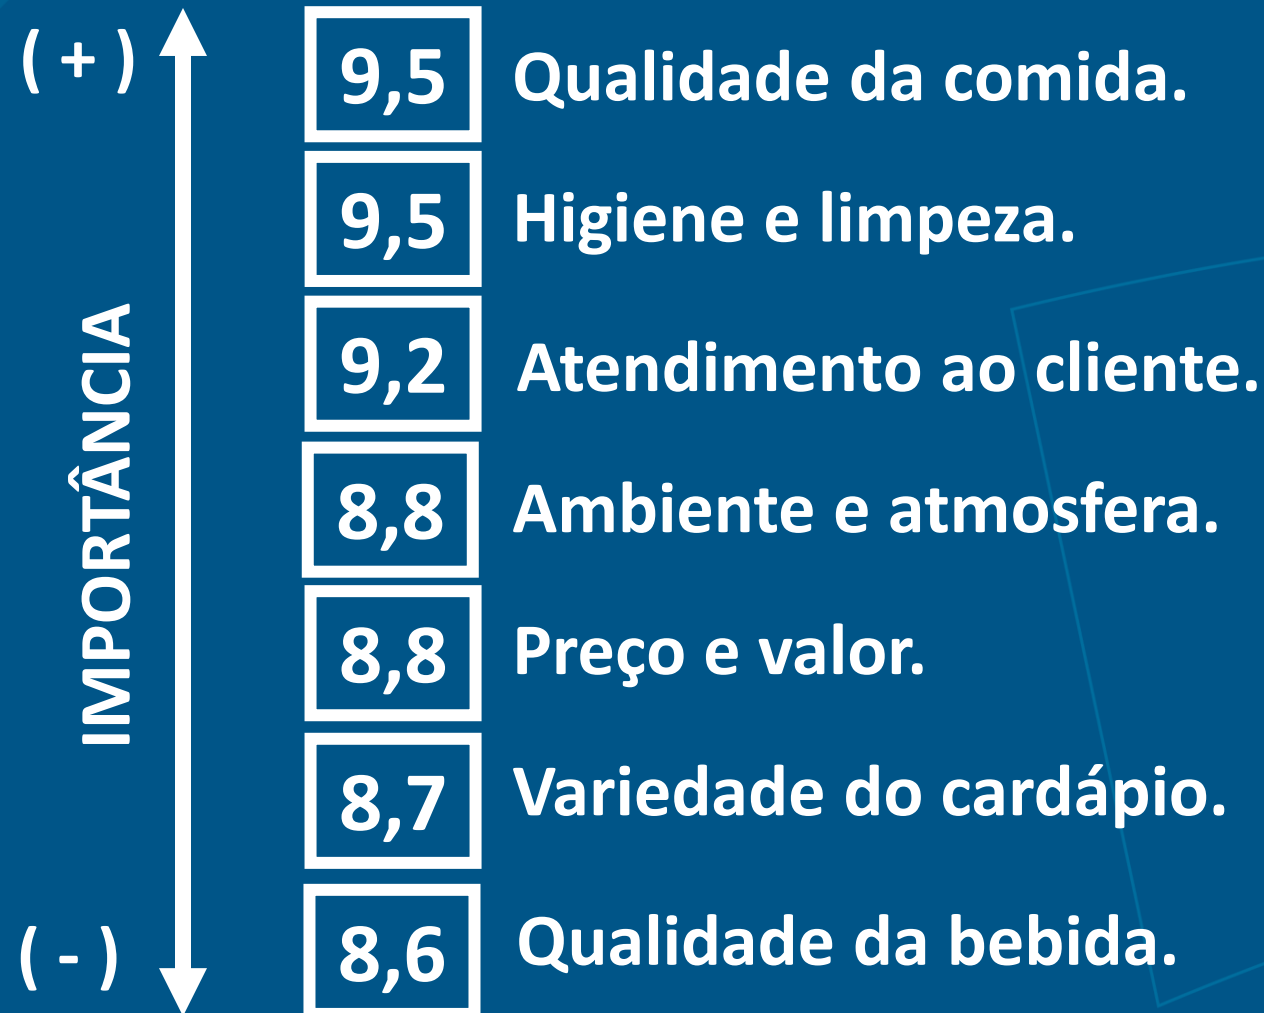 ( + )
9,5 Qualidade da comida.
9,5 Higiene e limpeza.
9,2 Atendimento ao cliente.
8,8 Ambiente e atmosfera.
8,8 Preço e valor.
8,7 Variedade do cardápio.
8,6 Qualidade da bebida.
( - )
IMPORTÂNCIA